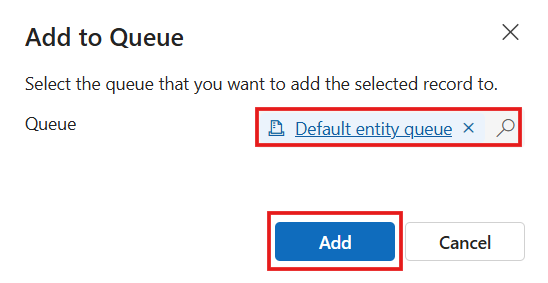 Add to Queue
Select the queue that you want to add the selected record to.
Queue
Default entity queue
Add
Cancel